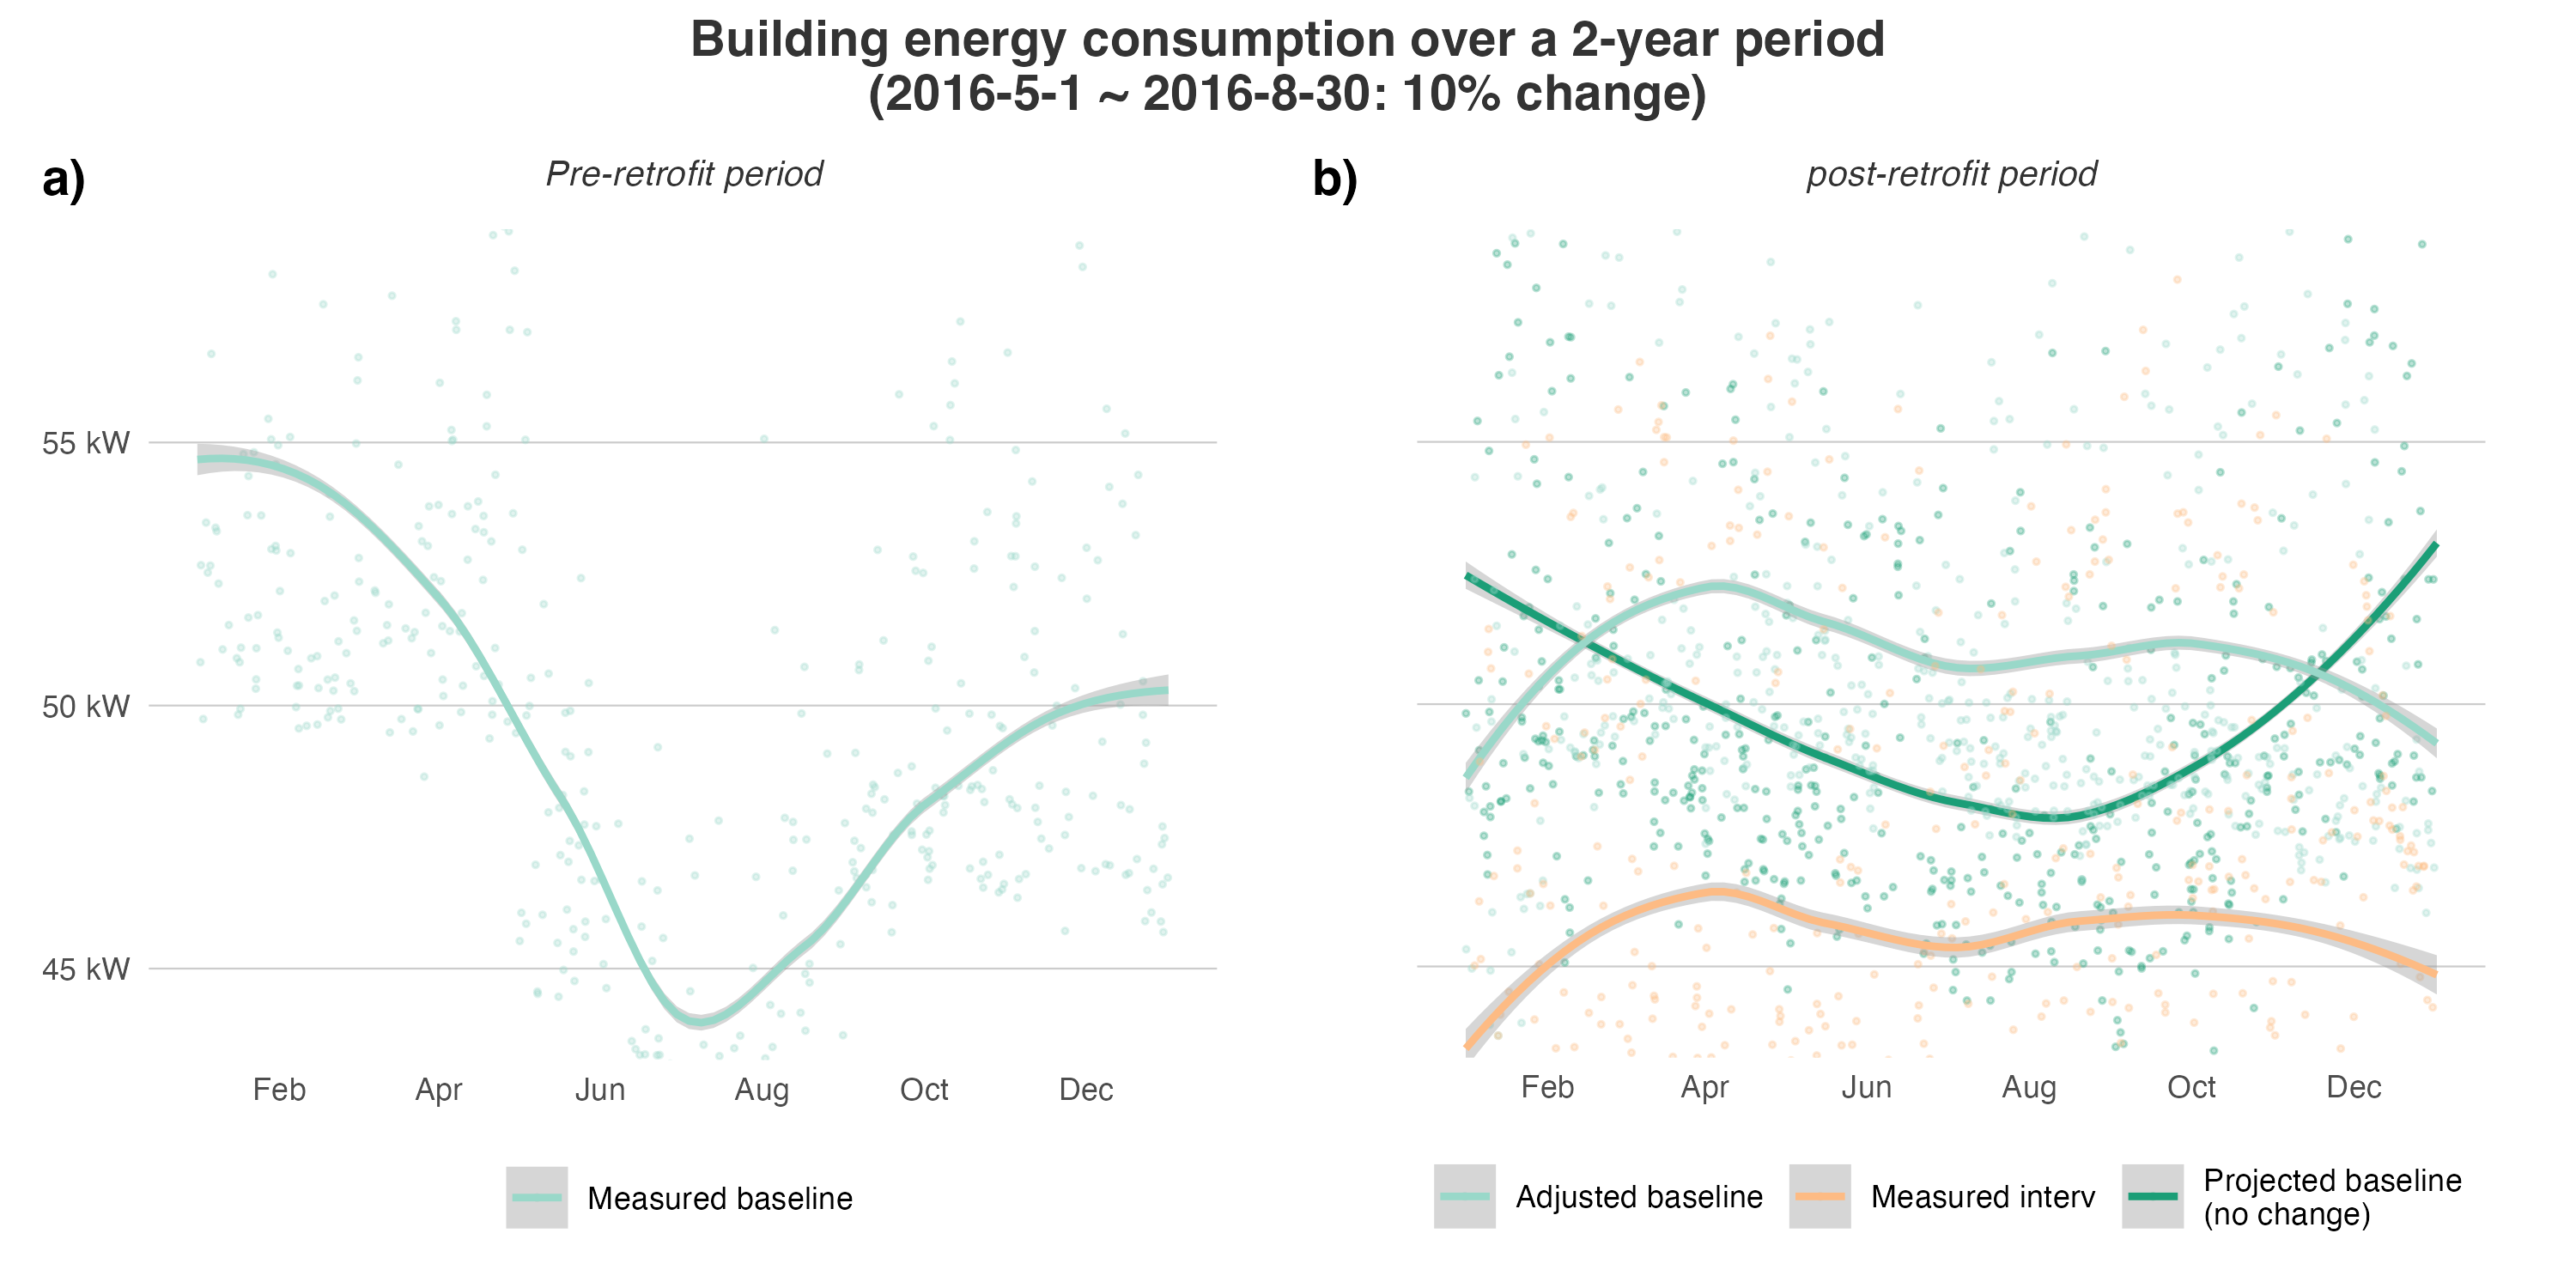 Building energy consumption over a 2-year period
(2016-5-1 ~ 2016-8-30: 10% change)
a)
Pre-retrofit period
55 kW
50 kW
45 kW
Feb Apr Jun Aug Oct Dec
Measured baseline
b)
post-retrofit period
Feb Apr Jun Aug Oct Dec
Adjusted baseline
Measured interv
Projected baseline
(no change)